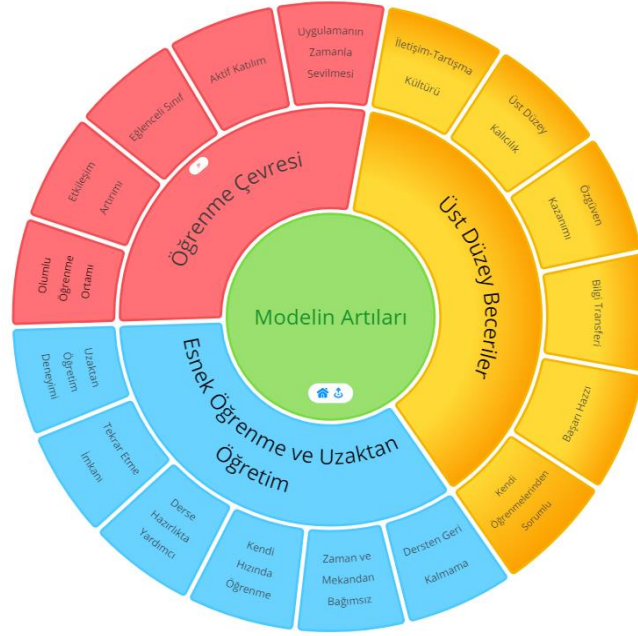 Modelin Artıları
Öğrenme Çevresi
Olumlu
Öğrenme
Ortamı
Etkileşim
Artırımı
Eğlenceli Sınıf
Aktif Katılım
Uygulamanın
Zamanla
Sevilmesi
Üst Düzey Beceriler
İletişim-Tartışma
Kültürü
Üst Düzey
Kalıcılık
Özgüven
Kazanımı
Bilgi Transferi
Başarı Hazzı
Kendi
Öğrenmelerinden
Sorumlu
Esnek Öğrenme ve Uzaktan
Öğretim
Dersten Geri
Kalmama
Zaman ve
Mekandan
Bağımsız
Kendi
Hızında
Öğrenme
Derse
Hazırlıkta
Yardımcı
Tekrar Etme
İmkanı
Uzaktan
Öğretim
Deneyimi